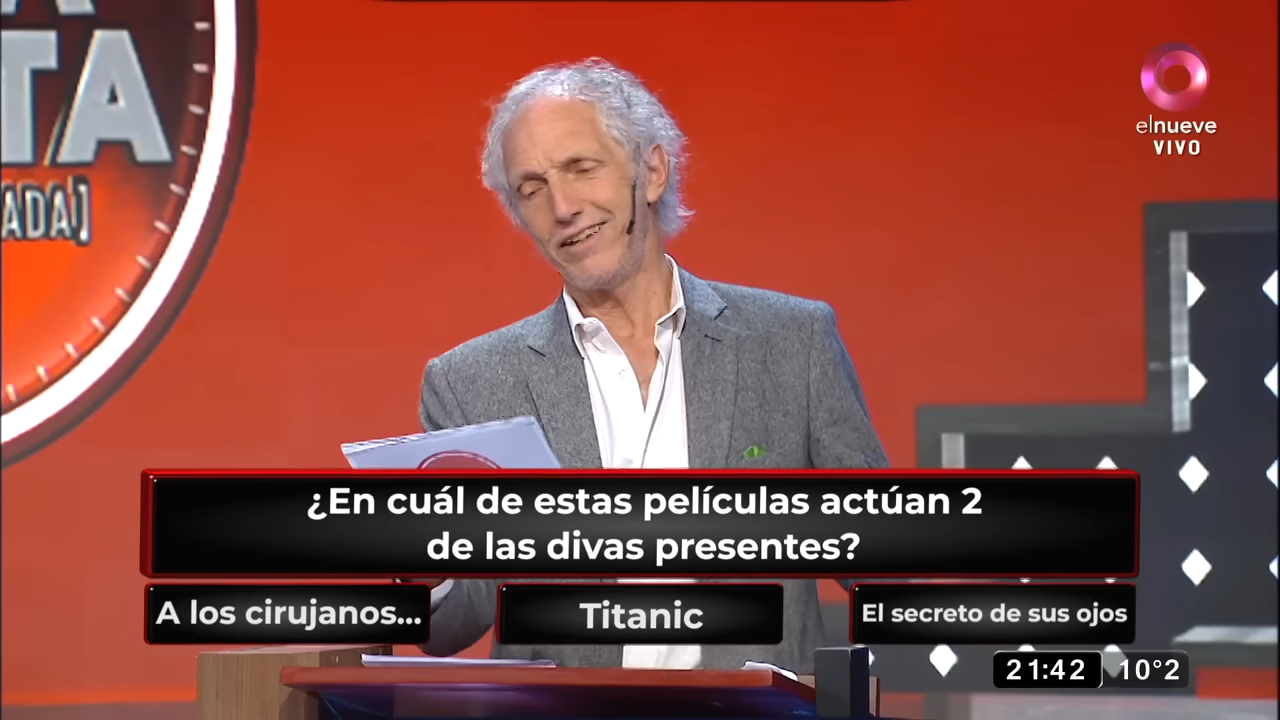 TA
ADA!]
elnueve
VIVO
¿En cuál de estas películas actúan 2
de las divas presentes?
A los cirujanos...
Titanic
El secreto de sus ojos
21:42 10°2